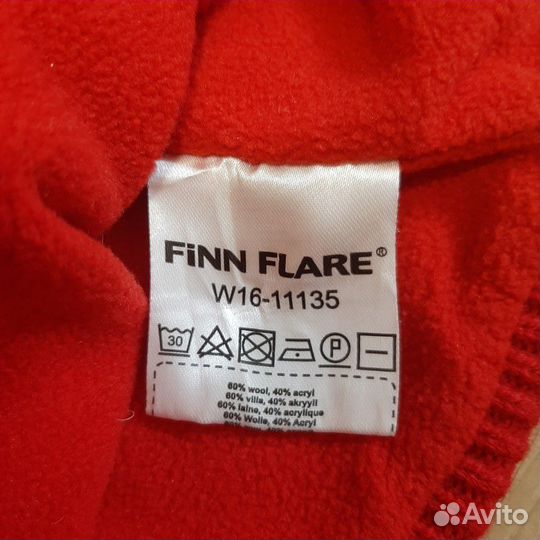 FiNN FLARE®
W16-11135
30 P
60% wool, 40% acryl
60% villa, 40% akryyli
60% laine, 40% acrylique
60% Wolle, 40% Acryl
Avito